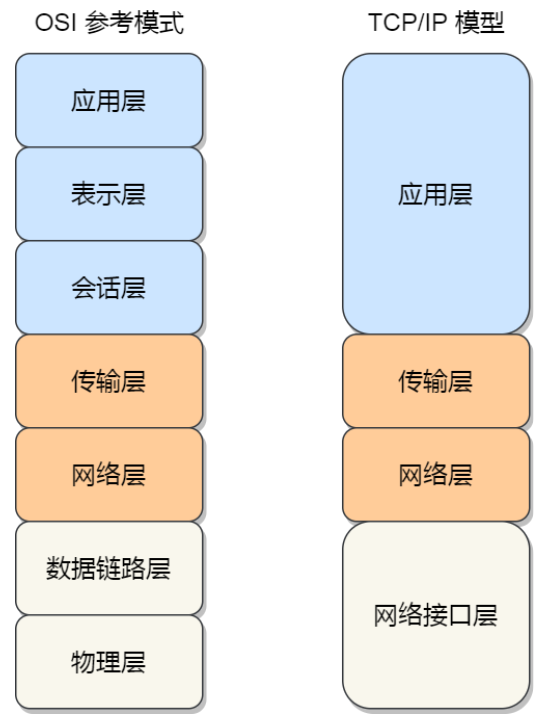 OSI 参考模式
应用层
表示层
会话层
传输层
网络层
数据链路层
物理层
TCP/IP 模型
应用层
传输层
网络层
网络接口层